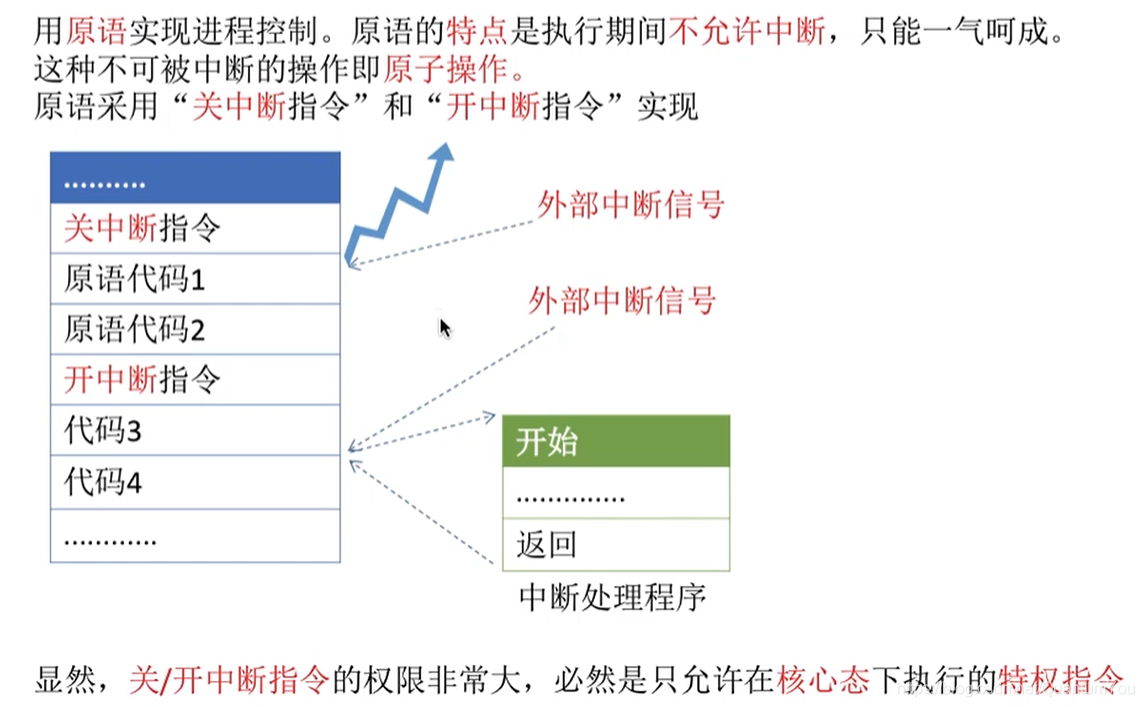 用原语实现进程控制。原语的特点是执行期间不允许中断，只能一气呵成。
这种不可被中断的操作即原子操作。
原语采用“关中断指令”和“开中断指令”实现
..........
关中断指令
原语代码1
原语代码2
开中断指令
代码3
代码4
............
外部中断信号
外部中断信号
开始
..............
返回
中断处理程序
显然，关/开中断指令的权限非常大，必然是只允许在核心态下执行的特权指令